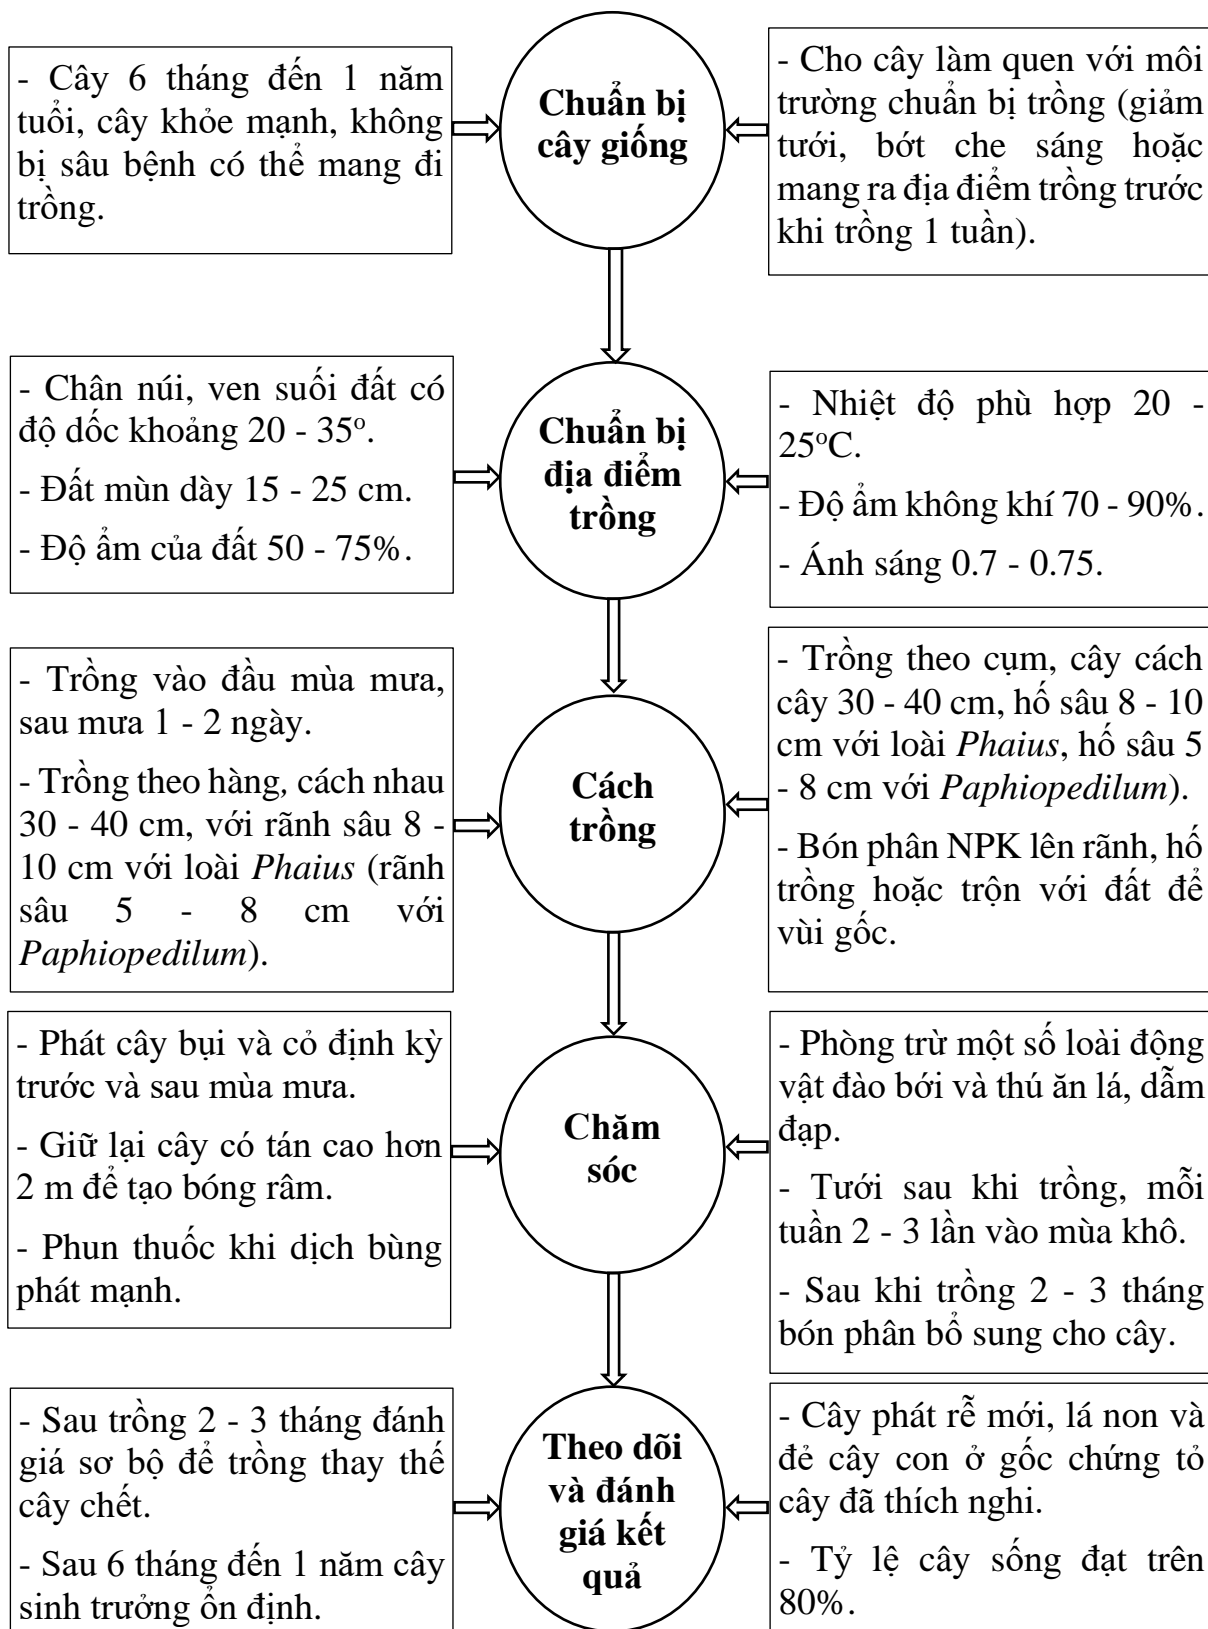 - Cây 6 tháng đến 1 năm
tuổi, cây khỏe mạnh, không
bị sâu bệnh có thể mang đi
trồng.
Chuẩn bị
cây giống
- Cho cây làm quen với môi
trường chuẩn bị trồng (giảm
tưới, bớt che sáng hoặc
mang ra địa điểm trồng trước
khi trồng 1 tuần).
- Chân núi, ven suối đất có
độ dốc khoảng 20 - 35º.
- Đất mùn dày 15 - 25 cm.
- Độ ẩm của đất 50 - 75%.
Chuẩn bị
địa điểm
trồng
- Nhiệt độ phù hợp 20 -
25ºC.
- Độ ẩm không khí 70 - 90%.
- Ánh sáng 0.7 - 0.75.
- Trồng vào đầu mùa mưa,
sau mưa 1 - 2 ngày.
- Trồng theo hàng, cách nhau
30 - 40 cm, với rãnh sâu 8 -
10 cm với loài Phaius (rãnh
sâu 5 - 8 cm với
Paphiopedilum).
Cách
trồng
- Trồng theo cụm, cây cách
cây 30 - 40 cm, hố sâu 8 - 10
cm với loài Phaius, hố sâu 5
- 8 cm với Paphiopedilum).
- Bón phân NPK lên rãnh, hố
trồng hoặc trộn với đất để
vùi gốc.
- Phát cây bụi và cỏ định kỳ
trước và sau mùa mưa.
- Giữ lại cây có tán cao hơn
2 m để tạo bóng râm.
- Phun thuốc khi dịch bùng
phát mạnh.
Chăm
sóc
- Phòng trừ một số loài động
vật đào bới và thú ăn lá, dẫm
đạp.
- Tưới sau khi trồng, mỗi
tuần 2 - 3 lần vào mùa khô.
- Sau khi trồng 2 - 3 tháng
bón phân bổ sung cho cây.
- Sau trồng 2 - 3 tháng đánh
giá sơ bộ để trồng thay thế
cây chết.
- Sau 6 tháng đến 1 năm cây
sinh trưởng ổn định.
Theo dõi
và đánh
giá kết
quả
- Cây phát rễ mới, lá non và
đẻ cây con ở gốc chứng tỏ
cây đã thích nghi.
- Tỷ lệ cây sống đạt trên
80%.